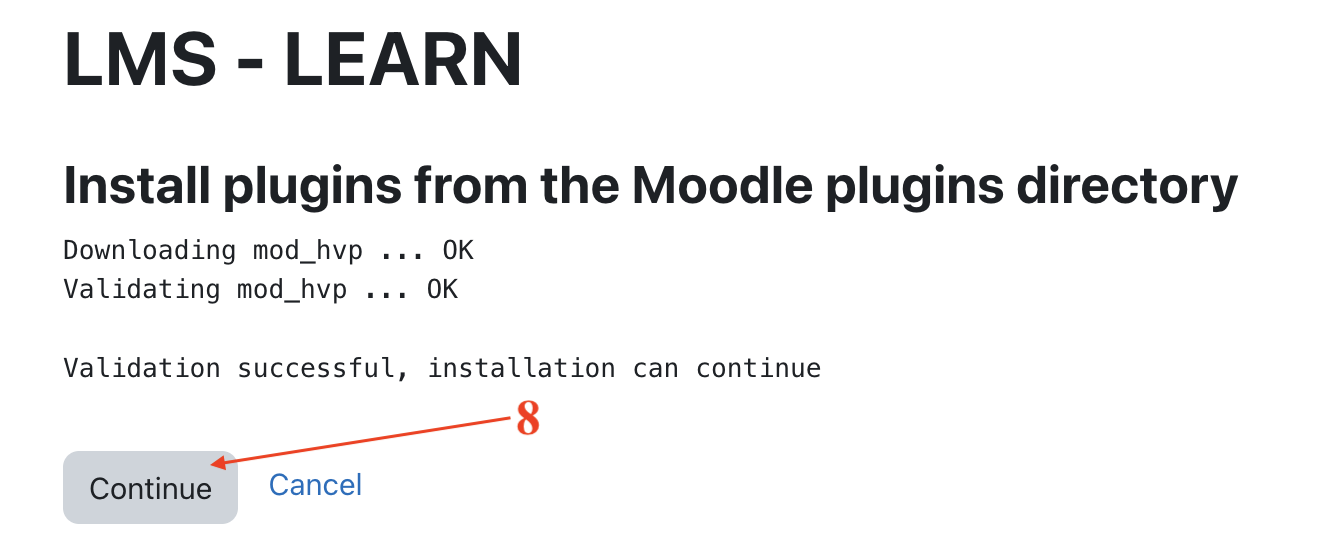 LMS - LEARN
Install plugins from the Moodle plugins directory
Downloading mod_hvp ... OK
Validating mod_hvp ... OK
Validation successful, installation can continue
8
Continue Cancel